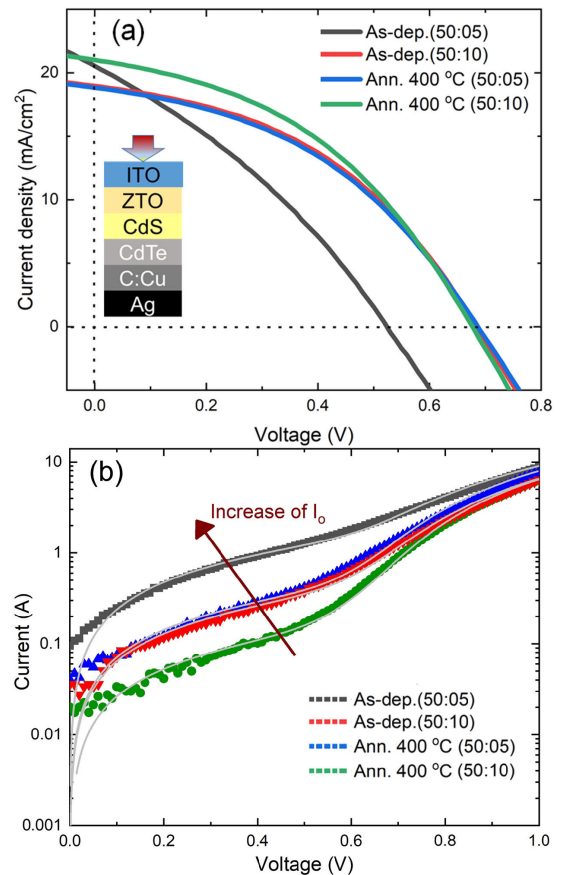 (a)
As-dep.(50:05)
As-dep.(50:10)
Ann. 400 °C (50:05)
Ann. 400 °C (50:10)
20
10
0
Current density (mA/cm²)
ITO
ZTO
CdS
CdTe
C:Cu
Ag
0.0 0.2 0.4 0.6 0.8
Voltage (V)
(b)
10
1
0.1
0.01
0.001
Current (A)
Increase of Iₒ
As-dep.(50:05)
As-dep.(50:10)
Ann. 400 °C (50:05)
Ann. 400 °C (50:10)
0.0 0.2 0.4 0.6 0.8 1.0
Voltage (V)